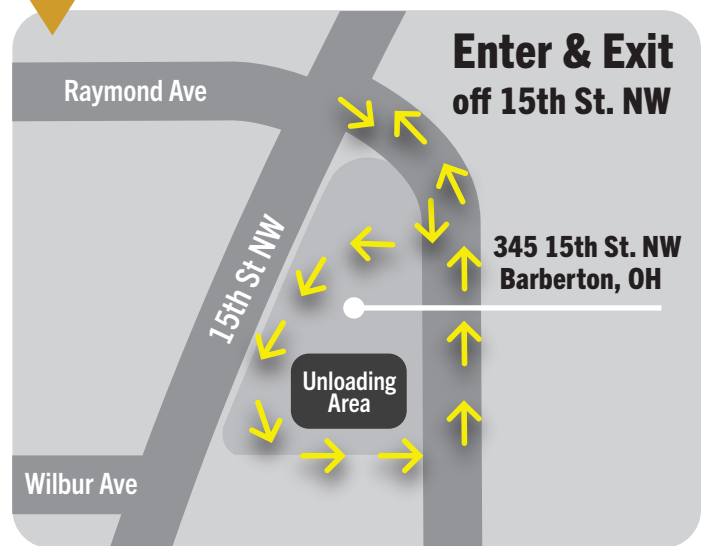 Enter & Exit
off 15th St. NW
Raymond Ave
15th St NW
345 15th St. NW
Barberton, OH
Unloading
Area
Wilbur Ave